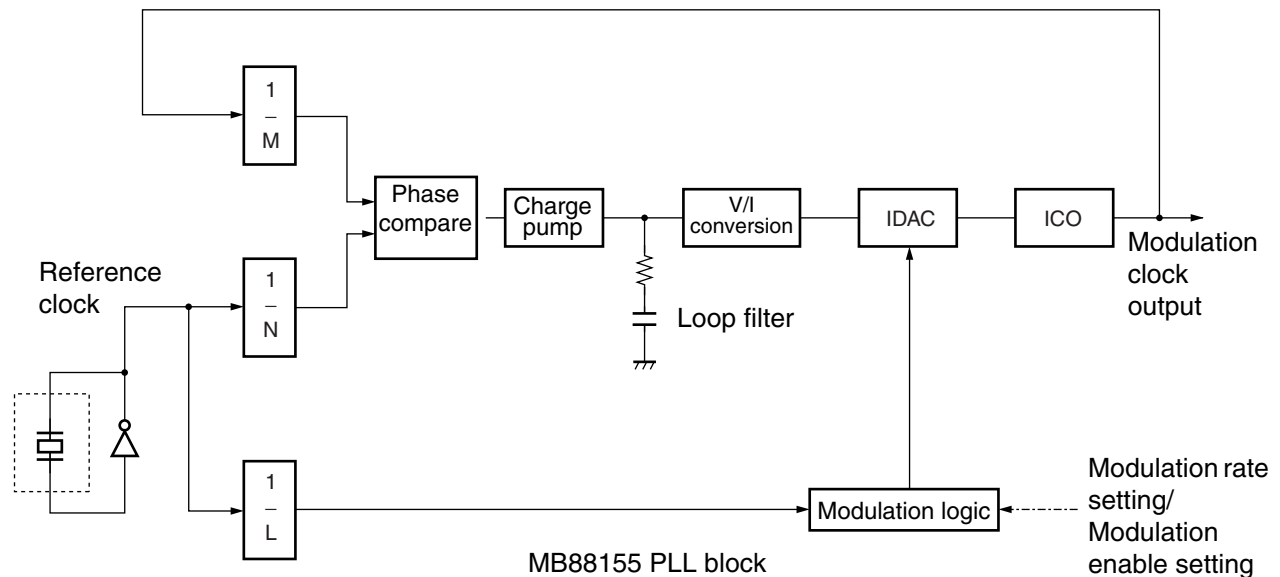 1
M
Phase
compare
Charge
pump
V/I
conversion
IDAC
ICO
Modulation
clock
output
Reference
clock
1
N
Loop filter
1
L
Modulation logic
Modulation rate
setting/
Modulation
enable setting
MB88155 PLL block